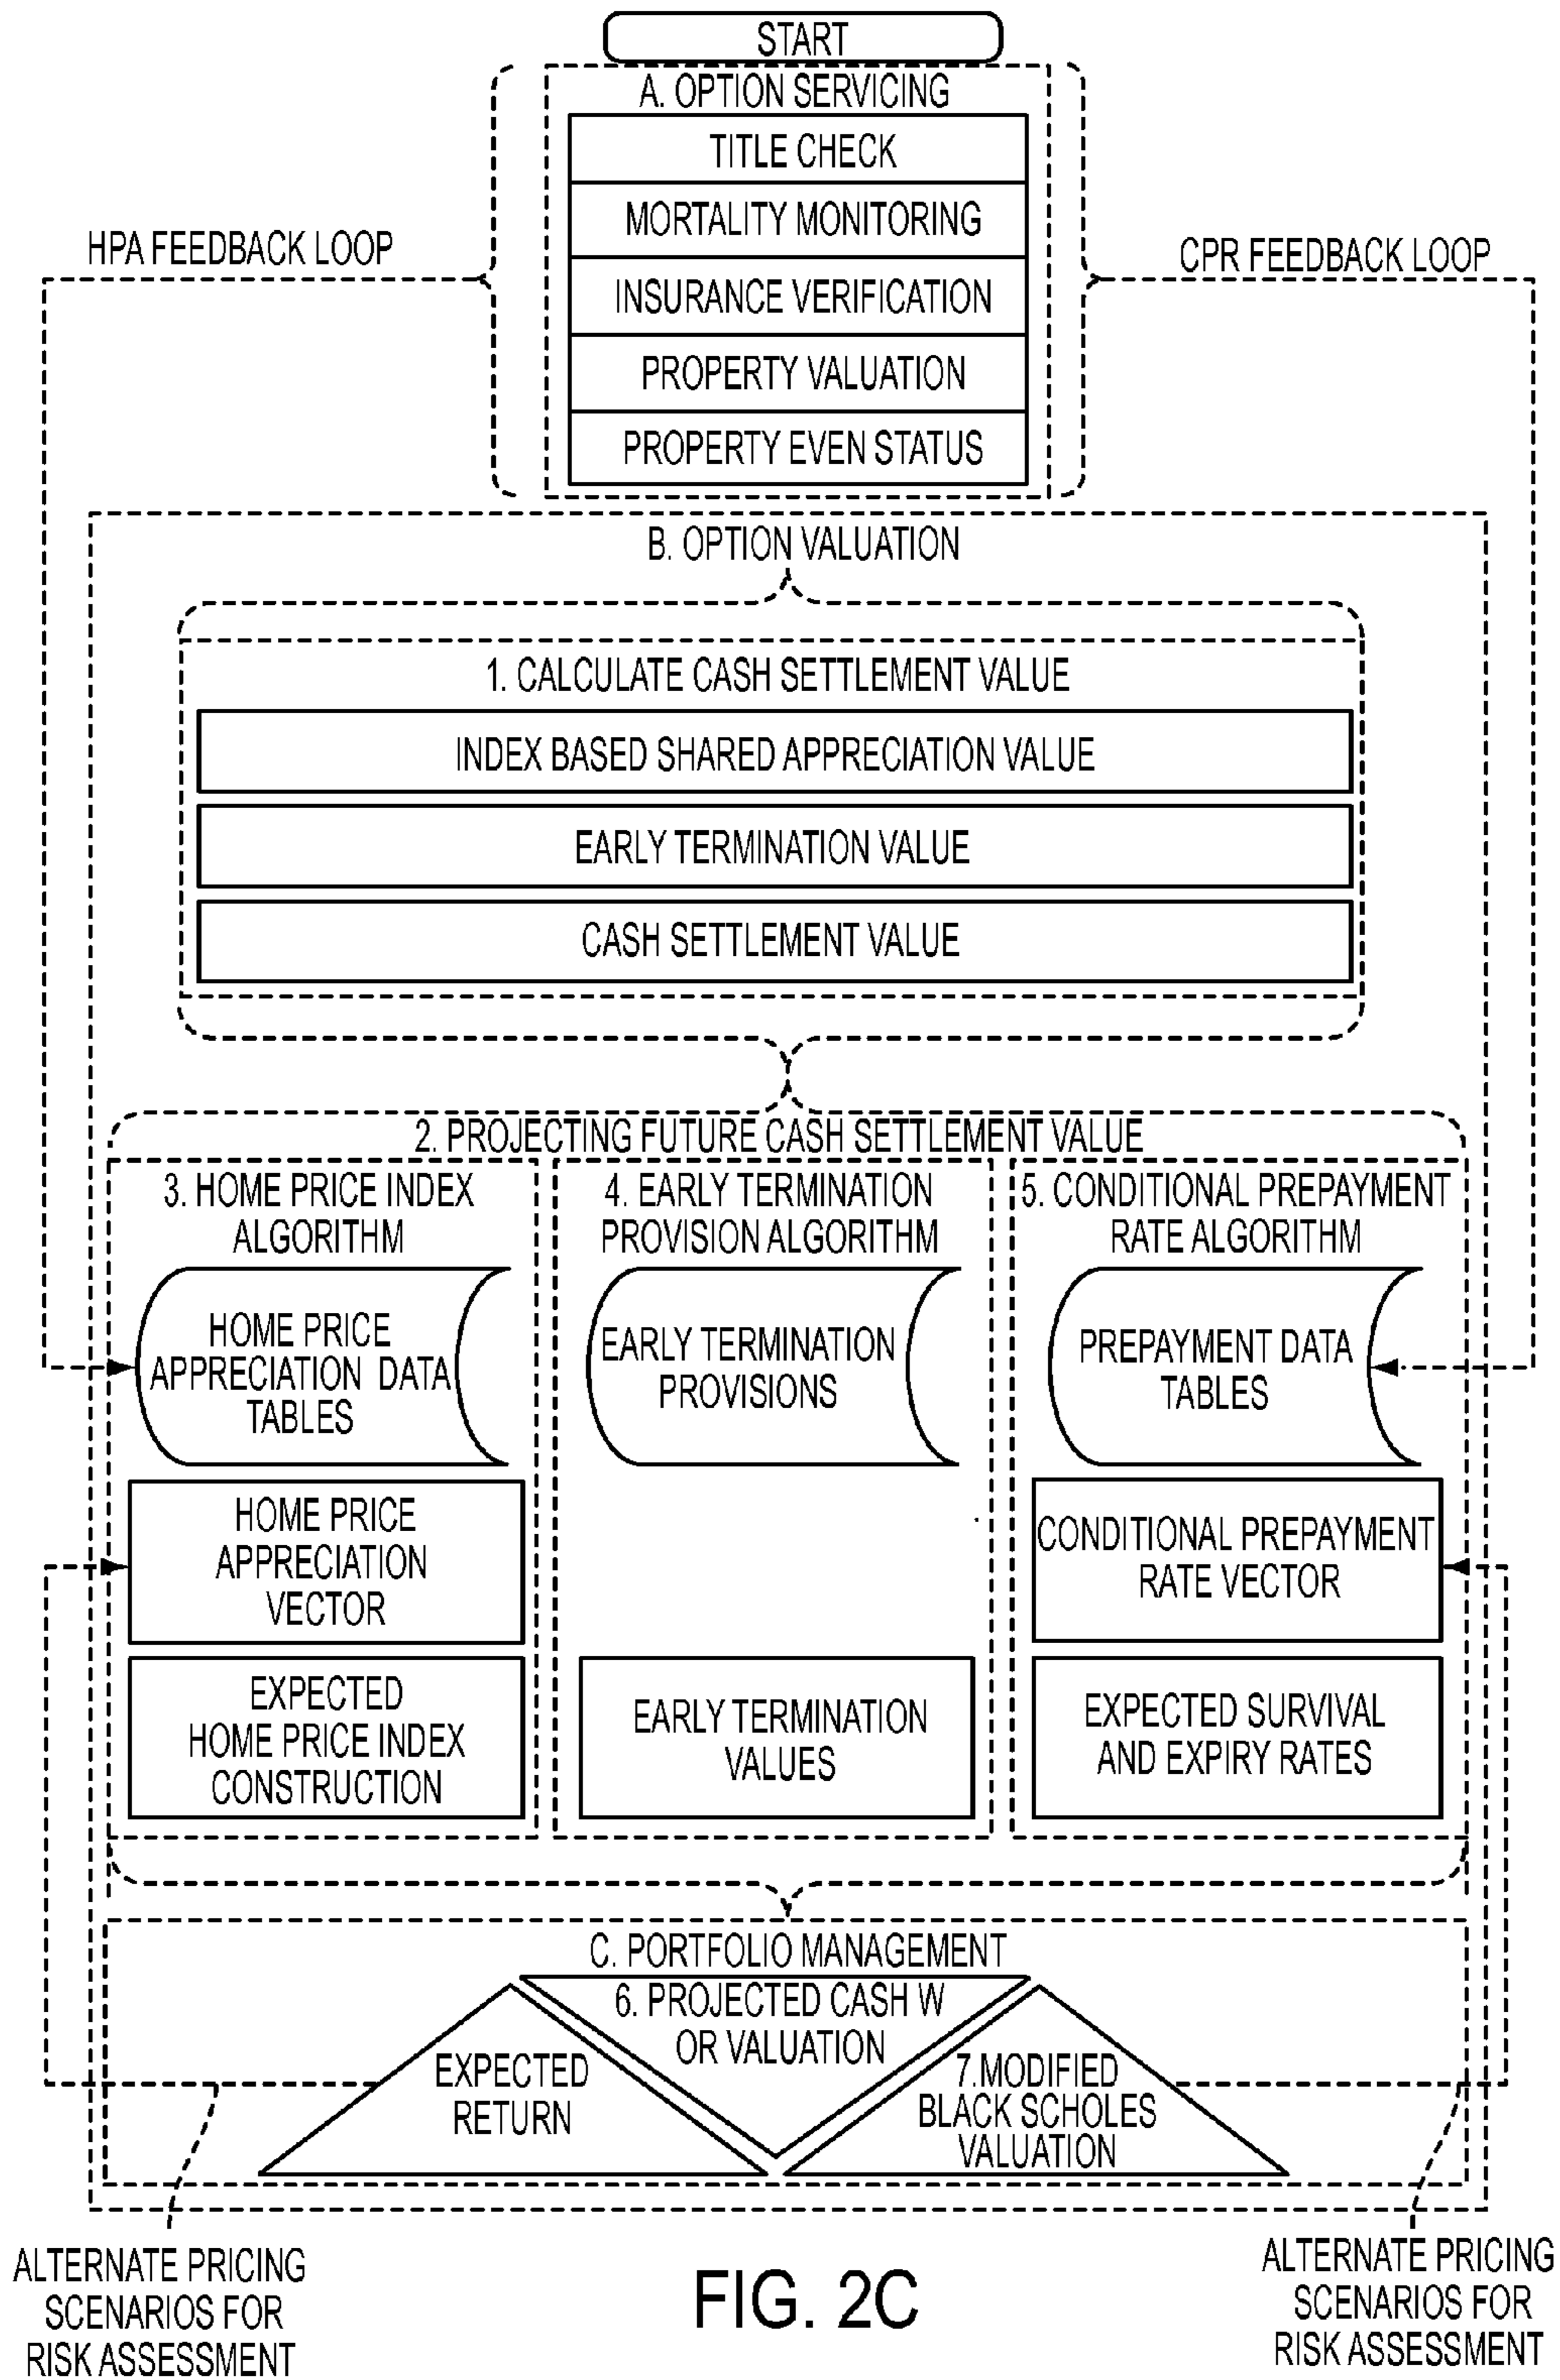 START
A. OPTION SERVICING
TITLE CHECK
MORTALITY MONITORING
INSURANCE VERIFICATION
PROPERTY VALUATION
PROPERTY EVEN STATUS
HPA FEEDBACK LOOP
CPR FEEDBACK LOOP
B. OPTION VALUATION
1. CALCULATE CASH SETTLEMENT VALUE
INDEX BASED SHARED APPRECIATION VALUE
EARLY TERMINATION VALUE
CASH SETTLEMENT VALUE
2. PROJECTING FUTURE CASH SETTLEMENT VALUE
3. HOME PRICE INDEX
ALGORITHM
HOME PRICE
APPRECIATION DATA
TABLES
HOME PRICE
APPRECIATION
VECTOR
EXPECTED
HOME PRICE INDEX
CONSTRUCTION
4. EARLY TERMINATION
PROVISION ALGORITHM
EARLY TERMINATION
PROVISIONS
EARLY TERMINATION
VALUES
5. CONDITIONAL PREPAYMENT
RATE ALGORITHM
PREPAYMENT DATA
TABLES
CONDITIONAL PREPAYMENT
RATE VECTOR
EXPECTED SURVIVAL
AND EXPIRY RATES
C. PORTFOLIO MANAGEMENT
6. PROJECTED CASH W
OR VALUATION
EXPECTED
RETURN
7.MODIFIED
BLACK SCHOLES
VALUATION
ALTERNATE PRICING
SCENARIOS FOR
RISK ASSESSMENT
ALTERNATE PRICING
SCENARIOS FOR
RISK ASSESSMENT
FIG. 2C